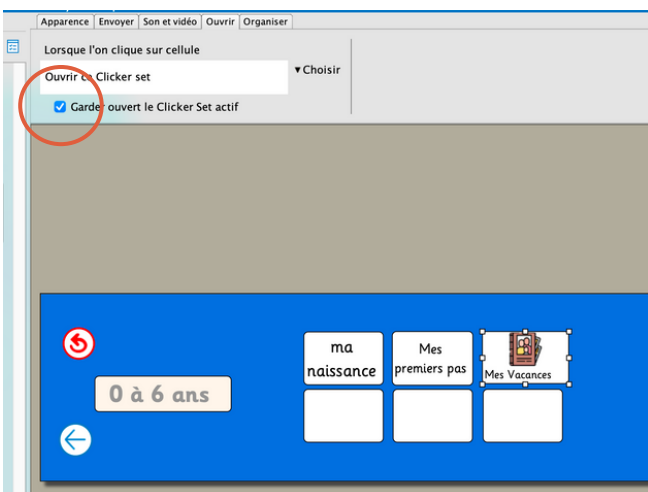 Apparence Envoyer Son et vidéo Ouvrir Organiser
Lorsque l'on clique sur cellule
Ouvrir ce Clicker set
▼Choisir
Garder ouvert le Clicker Set actif
ma
naissance
Mes
premiers pas
Mes Vacances
0 à 6 ans